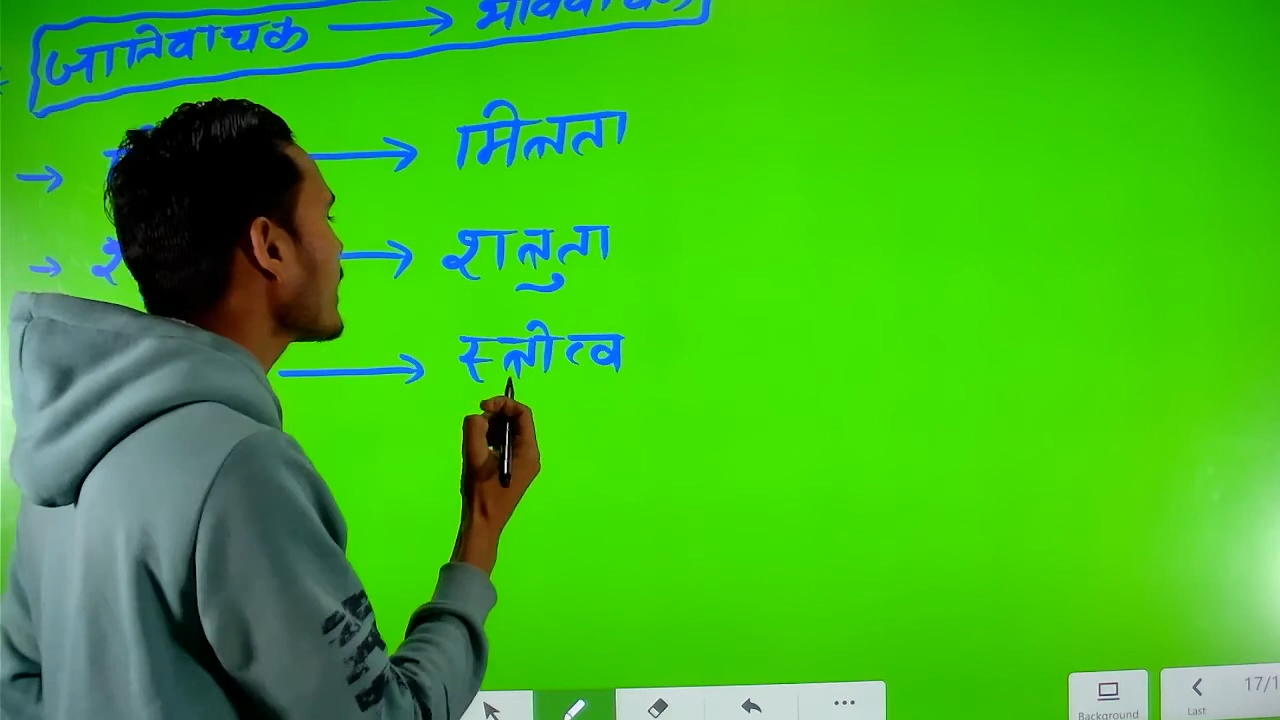 जातिवाचक → भाववाचक
→ मित्रता
→ शत्रुता
→ स्त्रीत्व
Background
Last
17/1